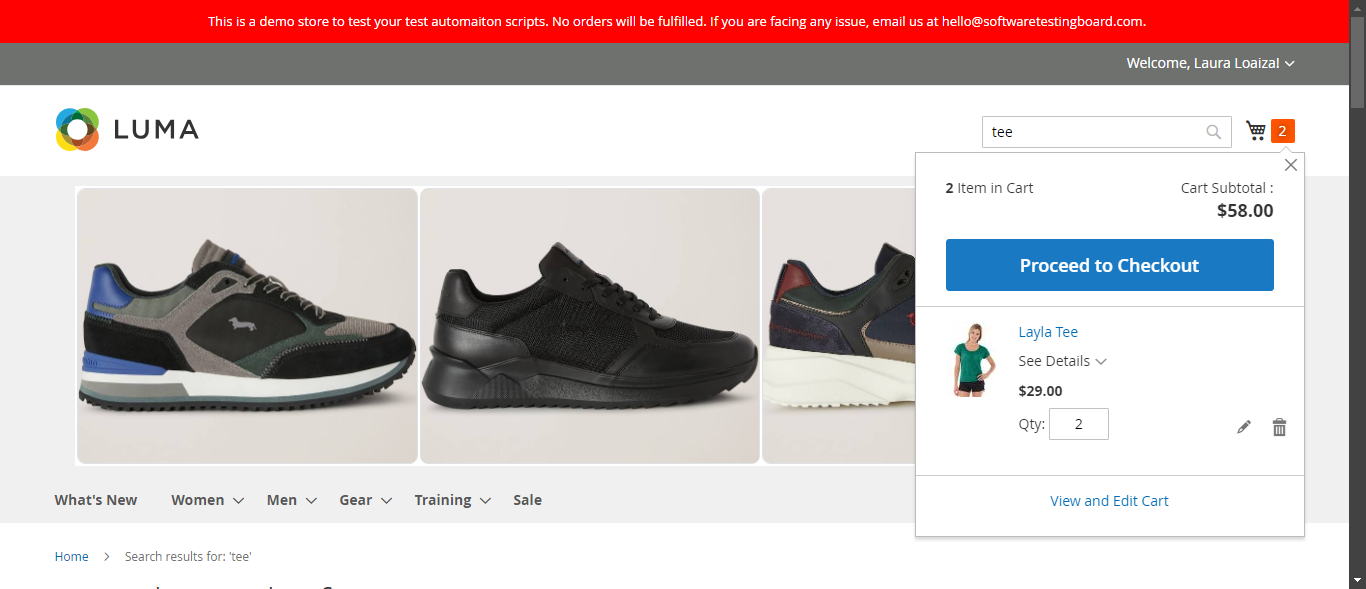 This is a demo store to test your test automaiton scripts. No orders will be fulfilled. If you are facing any issue, email us at hello@softwaretestingboard.com.
Welcome, Laura Loaiza!
LUMA
tee
2
2 Item in Cart
Cart Subtotal :
$58.00
Proceed to Checkout
Layla Tee
See Details
$29.00
Qty: 2
View and Edit Cart
What's New Women Men Gear Training Sale
Home > Search results for: 'tee'